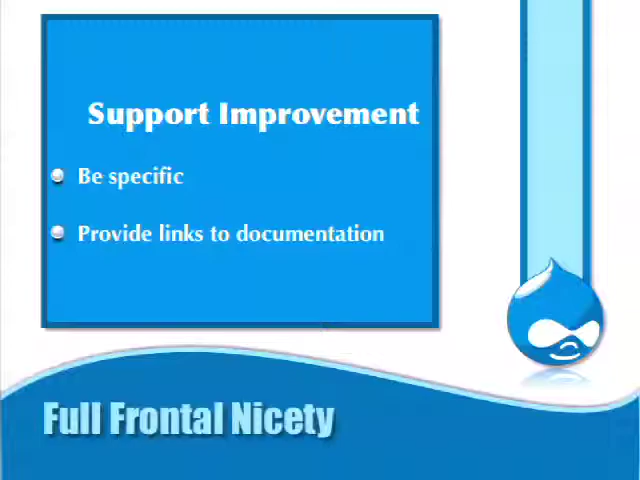 Support Improvement
Be specific
Provide links to documentation
Full Frontal Nicety